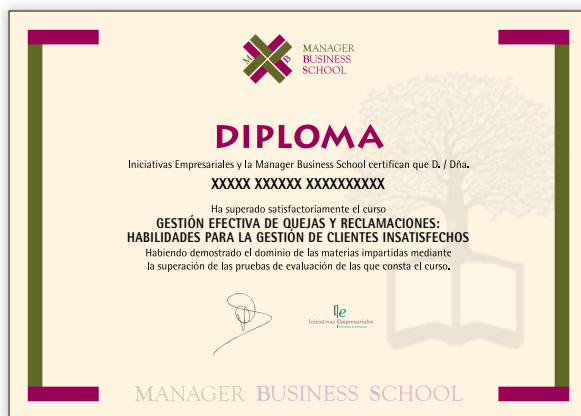 MANAGER
BUSINESS
SCHOOL
M B
DIPLOMA
Iniciativas Empresariales y la Manager Business School certifican que D. / Dña.
XXXXX XXXXXX XXXXXXXXXX
Ha superado satisfactoriamente el curso
GESTIÓN EFECTIVA DE QUEJAS Y RECLAMACIONES:
HABILIDADES PARA LA GESTIÓN DE CLIENTES INSATISFECHOS
Habiendo demostrado el dominio de las materias impartidas mediante
la superación de las pruebas de evaluación de las que consta el curso.
Ie
Iniciativas Empresariales
MANAGER BUSINESS SCHOOL